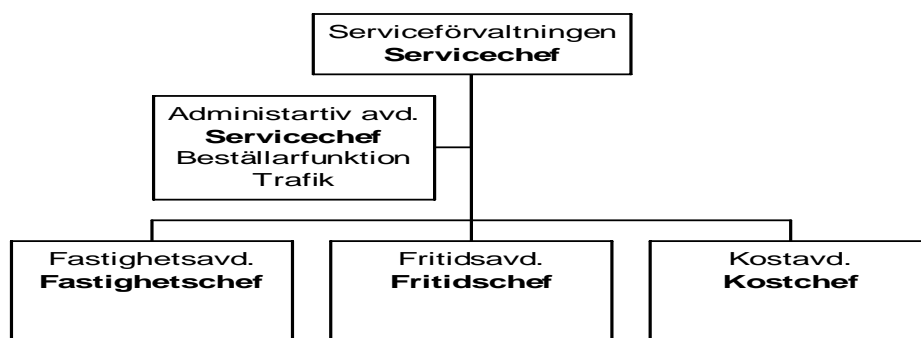 Serviceförvaltningen
Servicechef
Administartiv avd.
Servicechef
Beställarfunktion
Trafik
Fastighetsavd.
Fastighetschef
Fritidsavd.
Fritidschef
Kostavd.
Kostchef